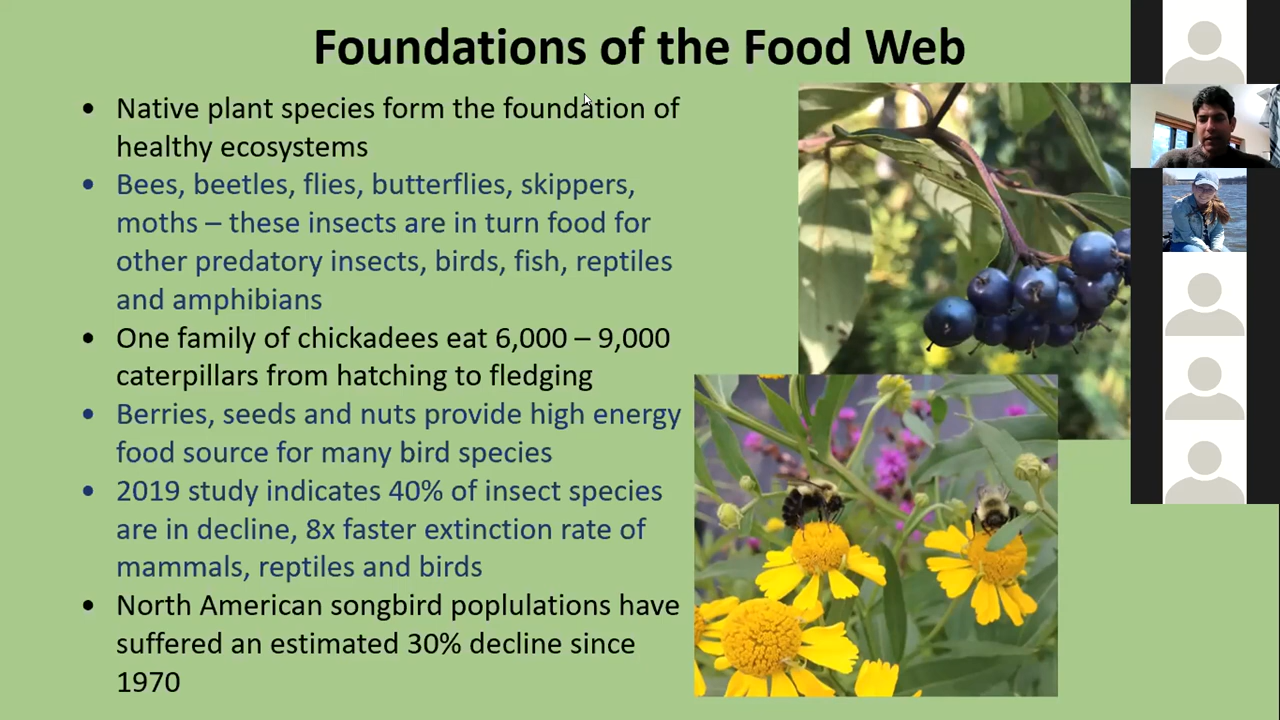 Foundations of the Food Web
• Native plant species form the foundation of
healthy ecosystems
• Bees, beetles, flies, butterflies, skippers,
moths – these insects are in turn food for
other predatory insects, birds, fish, reptiles
and amphibians
• One family of chickadees eat 6,000 – 9,000
caterpillars from hatching to fledging
• Berries, seeds and nuts provide high energy
food source for many bird species
• 2019 study indicates 40% of insect species
are in decline, 8x faster extinction rate of
mammals, reptiles and birds
• North American songbird poplulations have
suffered an estimated 30% decline since
1970